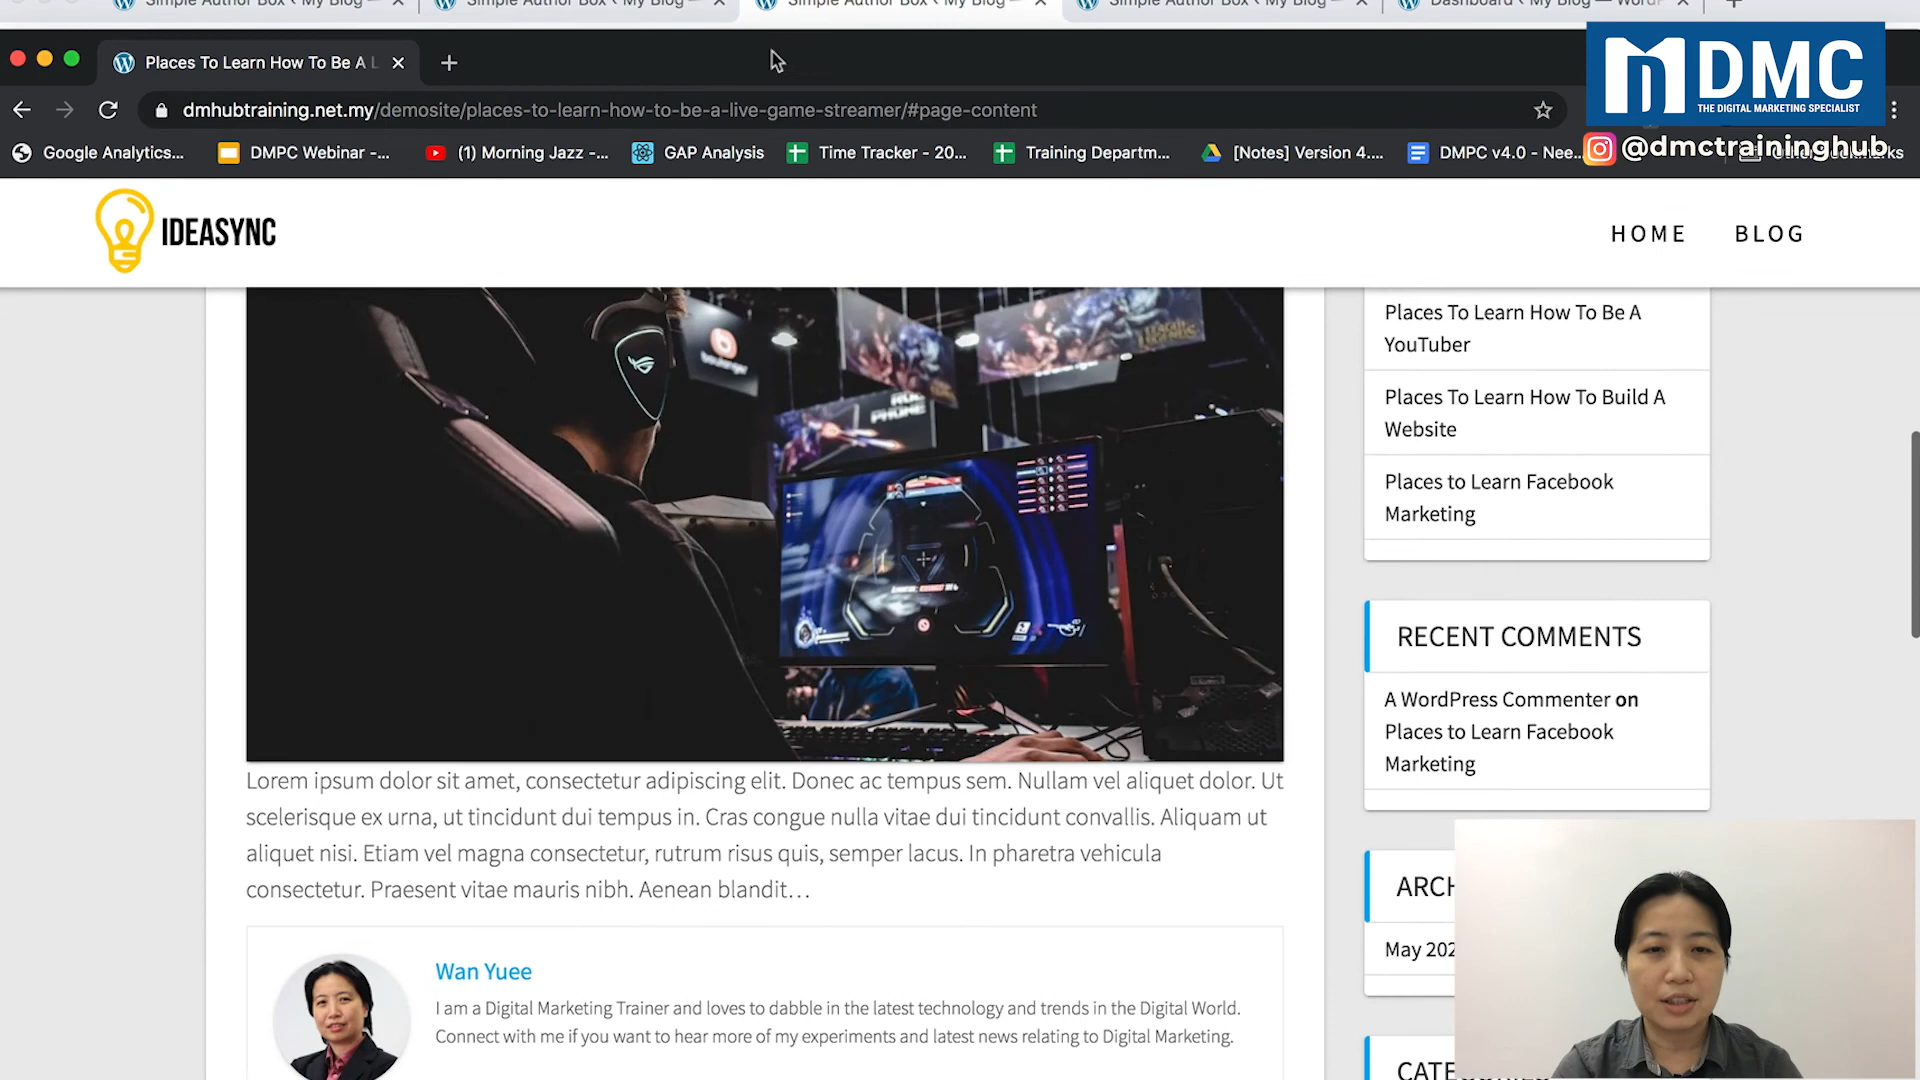 Simple Author Box ‹ My Blog —
Simple Author Box ‹ My Blog —
Simple Author Box ‹ My Blog —
Simple Author Box ‹ My Blog —
Dashboard ‹ My Blog — WordP
Places To Learn How To Be A L
dmhubtraining.net.my/demosite/places-to-learn-how-to-be-a-live-game-streamer/#page-content
DMC
THE DIGITAL MARKETING SPECIALIST
Google Analytics...
DMPC Webinar -...
(1) Morning Jazz -...
GAP Analysis
Time Tracker - 20...
Training Departm...
[Notes] Version 4....
DMPC v4.0 - Nee...
@dmctraininghub
IDEASYNC
HOME
BLOG
Places To Learn How To Be A
YouTuber
Places To Learn How To Build A
Website
Places to Learn Facebook
Marketing
RECENT COMMENTS
A WordPress Commenter on
Places to Learn Facebook
Marketing
Lorem ipsum dolor sit amet, consectetur adipiscing elit. Donec ac tempus sem. Nullam vel aliquet dolor. Ut
scelerisque ex urna, ut tincidunt dui tempus in. Cras congue nulla vitae dui tincidunt convallis. Aliquam ut
aliquet nisi. Etiam vel magna consectetur, rutrum risus quis, semper lacus. In pharetra vehicula
consectetur. Praesent vitae mauris nibh. Aenean blandit...
ARCH
May 202
Wan Yuee
I am a Digital Marketing Trainer and loves to dabble in the latest technology and trends in the Digital World.
Connect with me if you want to hear more of my experiments and latest news relating to Digital Marketing.
CATE